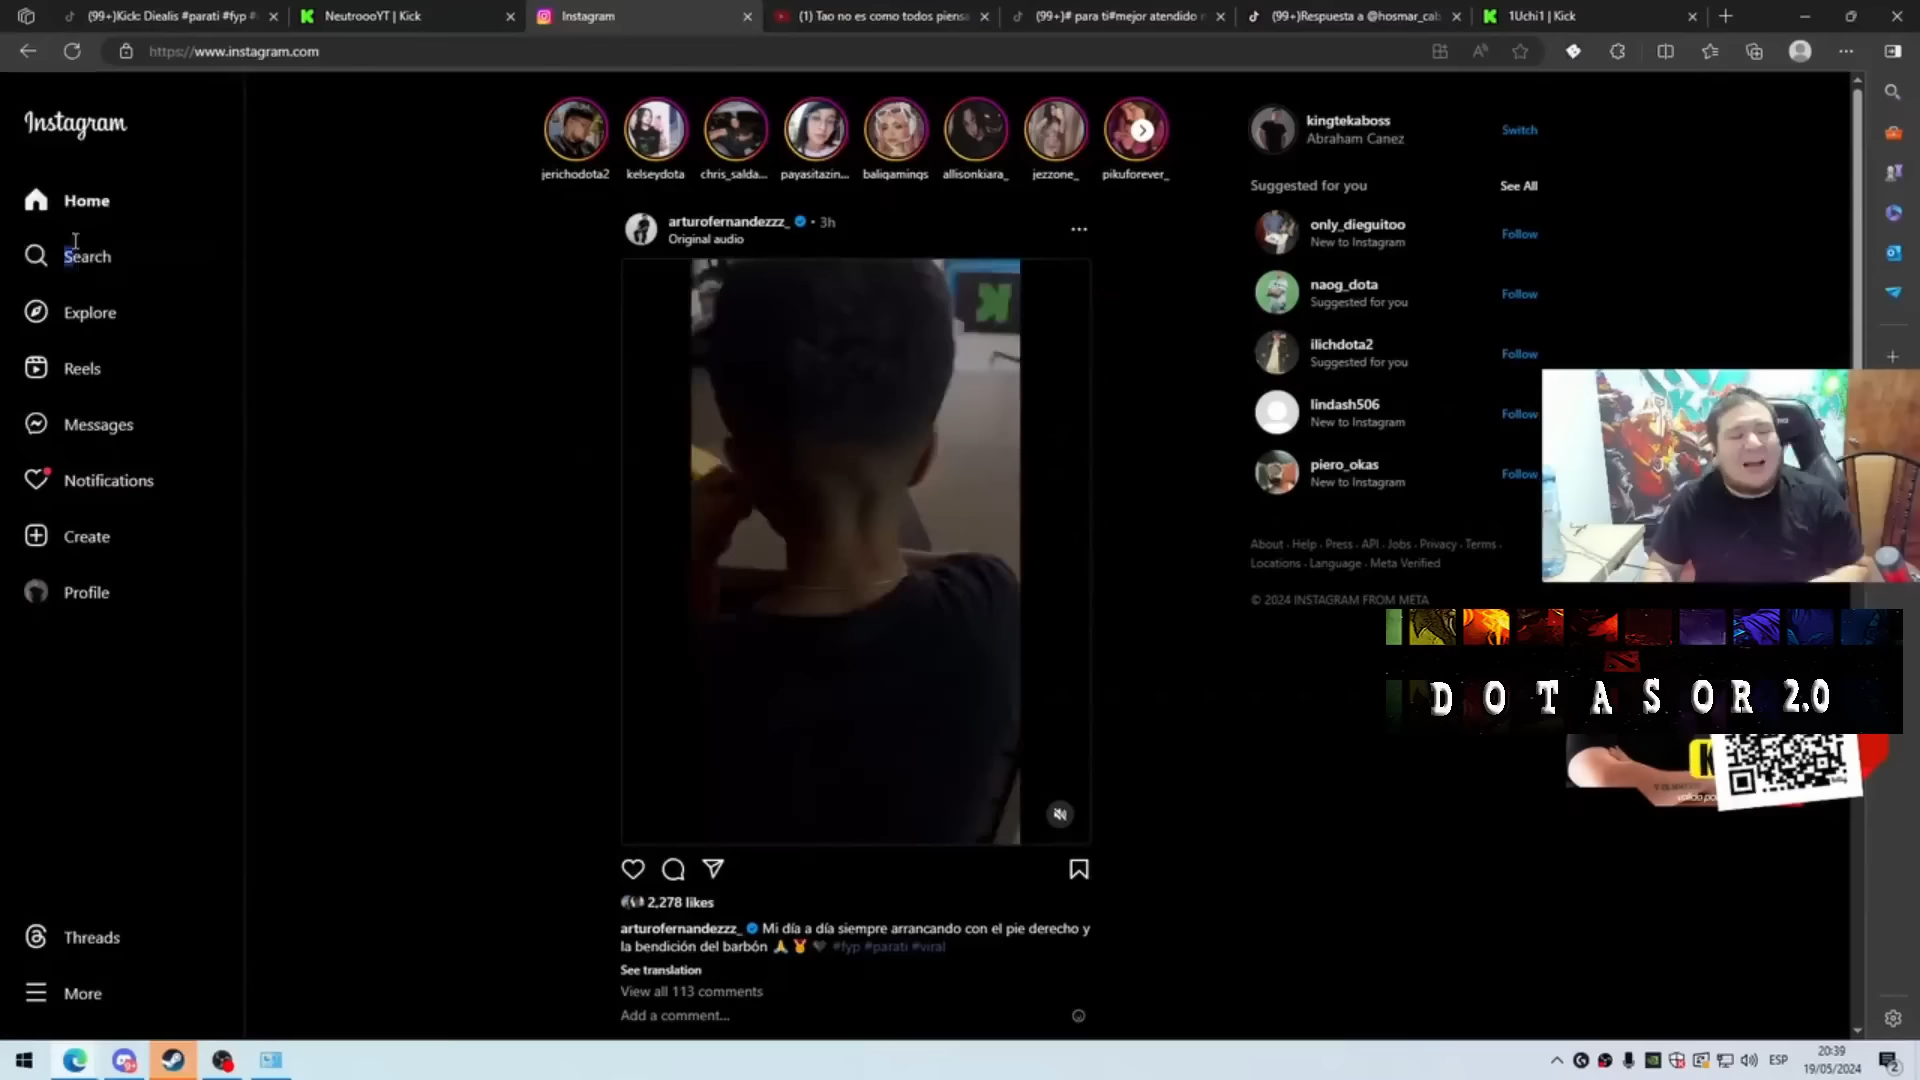 (99+)Kick: Diealis #parati #fyp #
NeutroooYT | Kick
Instagram
(1) Tao no es como todos piensa
(99+)# para ti#mejor atendido
(99+)Respuesta a @hosmar_cab
1Uchi1 | Kick
https://www.instagram.com
Instagram
Home
Search
Explore
Reels
Messages
Notifications
Create
Profile
Threads
More
jerichodota2
kelseydota
chris_salda...
payasitazin...
baliqaminqs
allisonkiara_
jezzone_
pikuforever_
arturofernandezzz_ • 3h
Original audio
2,278 likes
arturofernandezzz_ Mi día a día siempre arrancando con el pie derecho y
la bendición del barbón 🙏 🏅 🖤 #fyp #parati #viral
See translation
View all 113 comments
Add a comment...
kingtekaboss
Abraham Canez
Switch
Suggested for you
See All
only_dieguitoo
New to Instagram
Follow
naog_dota
Suggested for you
Follow
ilichdota2
Suggested for you
Follow
lindash506
New to Instagram
Follow
piero_okas
New to Instagram
Follow
About · Help · Press · API · Jobs · Privacy · Terms ·
Locations · Language · Meta Verified
© 2024 INSTAGRAM FROM META
DOTASOR 2.0
ESP
20:39
19/05/2024